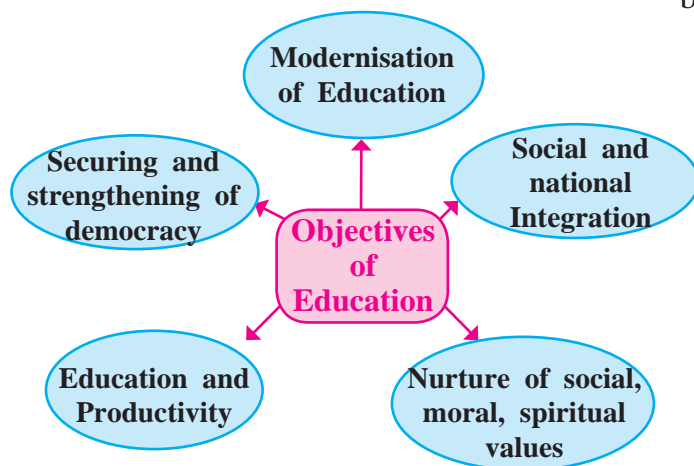 Modernisation
of Education
Securing and
strengthening of
democracy
Social and
national
Integration
Objectives
of
Education
Education and
Productivity
Nurture of social,
moral, spiritual
values